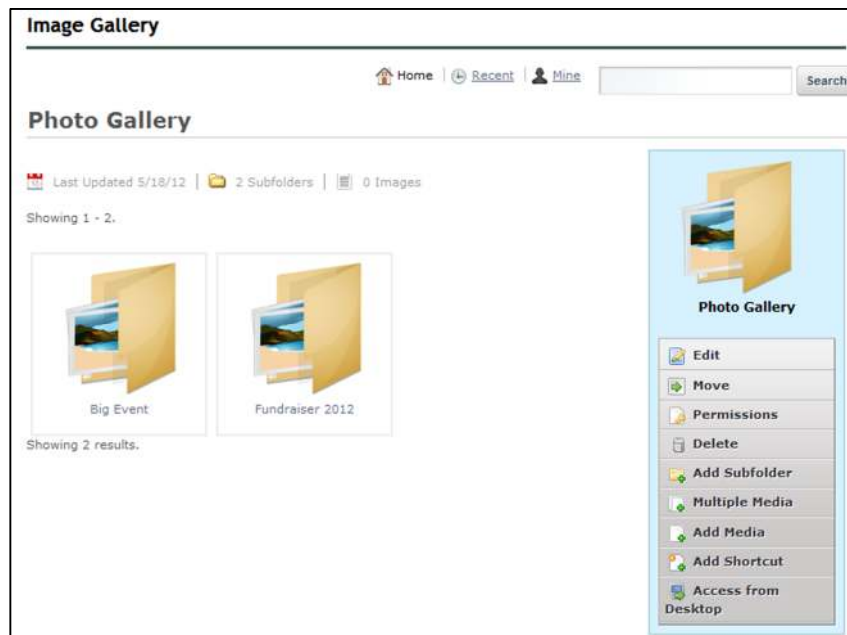 Image Gallery
Home | Recent | Mine Search
Photo Gallery
Last Updated 5/18/12 | 2 Subfolders | 0 Images
Showing 1 - 2.
Big Event Fundraiser 2012
Showing 2 results.
Photo Gallery
Edit
Move
Permissions
Delete
Add Subfolder
Multiple Media
Add Media
Add Shortcut
Access from
Desktop